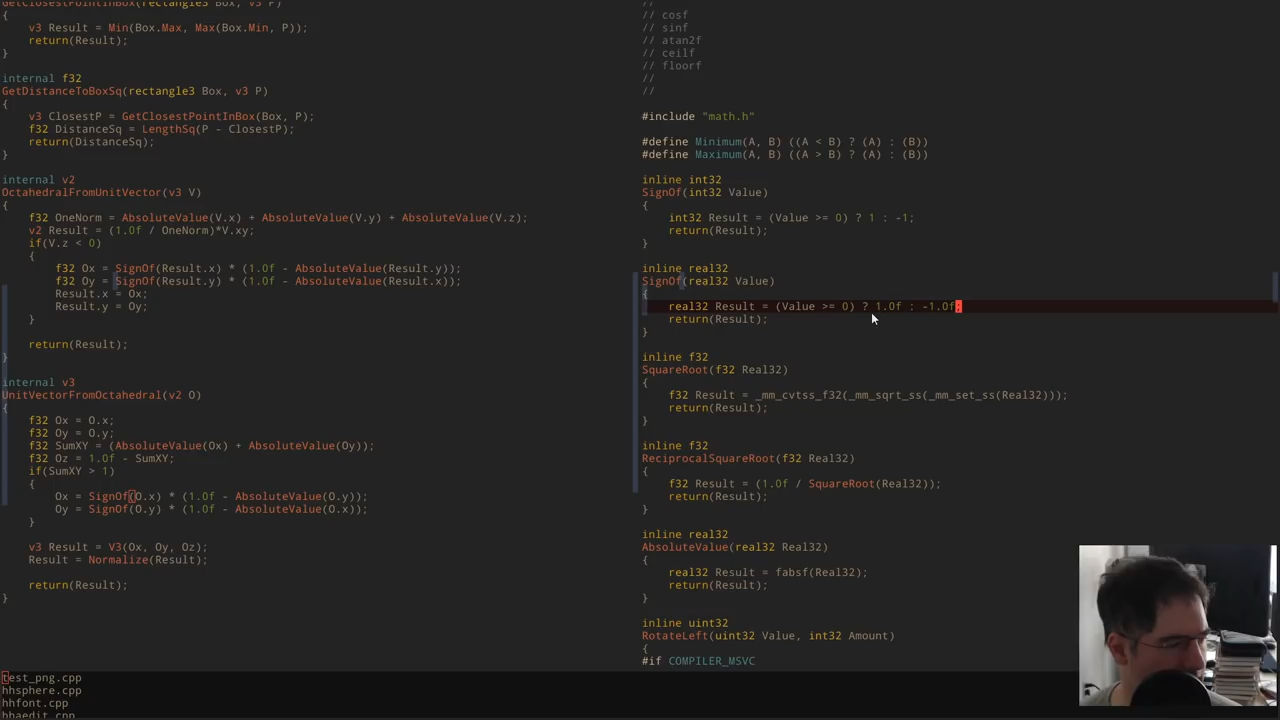 GetClosestPointInBox(rectangle3 Box, v3 P)
{
v3 Result = Min(Box.Max, Max(Box.Min, P));
return(Result);
}
internal f32
GetDistanceToBoxSq(rectangle3 Box, v3 P)
{
v3 ClosestP = GetClosestPointInBox(Box, P);
f32 DistanceSq = LengthSq(P - ClosestP);
return(DistanceSq);
}
internal v2
OctahedralFromUnitVector(v3 V)
{
f32 OneNorm = AbsoluteValue(V.x) + AbsoluteValue(V.y) + AbsoluteValue(V.z);
v2 Result = (1.0f / OneNorm)*V.xy;
if(V.z < 0)
{
f32 Ox = SignOf(Result.x) * (1.0f - AbsoluteValue(Result.y));
f32 Oy = SignOf(Result.y) * (1.0f - AbsoluteValue(Result.x));
Result.x = Ox;
Result.y = Oy;
}
return(Result);
}
internal v3
UnitVectorFromOctahedral(v2 O)
{
f32 Ox = O.x;
f32 Oy = O.y;
f32 SumXY = (AbsoluteValue(Ox) + AbsoluteValue(Oy));
f32 Oz = 1.0f - SumXY;
if(SumXY > 1)
{
Ox = SignOf(O.x) * (1.0f - AbsoluteValue(O.y));
Oy = SignOf(O.y) * (1.0f - AbsoluteValue(O.x));
}
v3 Result = V3(Ox, Oy, Oz);
Result = Normalize(Result);
return(Result);
}
//
// cosf
// sinf
// atan2f
// ceilf
// floorf
//
//
#include "math.h"
#define Minimum(A, B) ((A < B) ? (A) : (B))
#define Maximum(A, B) ((A > B) ? (A) : (B))
inline int32
SignOf(int32 Value)
{
int32 Result = (Value >= 0) ? 1 : -1;
return(Result);
}
inline real32
SignOf(real32 Value)
{
real32 Result = (Value >= 0) ? 1.0f : -1.0f;
return(Result);
}
inline f32
SquareRoot(f32 Real32)
{
f32 Result = _mm_cvtss_f32(_mm_sqrt_ss(_mm_set_ss(Real32)));
return(Result);
}
inline f32
ReciprocalSquareRoot(f32 Real32)
{
f32 Result = (1.0f / SquareRoot(Real32));
return(Result);
}
inline real32
AbsoluteValue(real32 Real32)
{
real32 Result = fabsf(Real32);
return(Result);
}
inline uint32
RotateLeft(uint32 Value, int32 Amount)
{
#if COMPILER_MSVC
test_png.cpp
hhsphere.cpp
hhfont.cpp
hhaedit.cpp